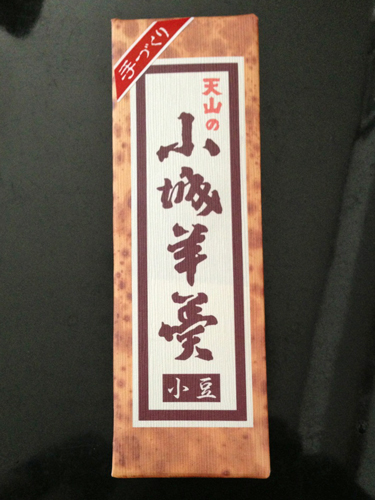 手づくり
天山の
小城羊羹
小豆